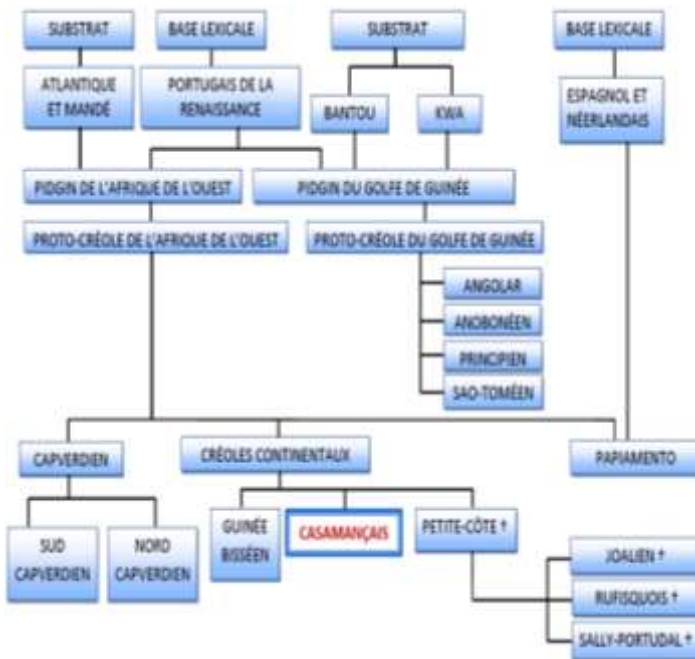 SUBSTRAT
BASE LEXICALE
SUBSTRAT
BASE LEXICALE
ATLANTIQUE
ET MANDÉ
PORTUGAIS DE LA
RENAISSANCE
BANTOU
KWA
ESPAGNOL ET
NÉERLANDAIS
PIDGIN DE L'AFRIQUE DE L'OUEST
PIDGIN DU GOLFE DE GUINÉE
PROTO-CRÉOLE DE L'AFRIQUE DE L'OUEST
PROTO-CRÉOLE DU GOLFE DE GUINÉE
ANGOLAR
ANOBONÉEN
PRINCIPIEN
SAO-TOMÉEN
CAPVERDIEN
CRÉOLES CONTINENTAUX
PAPIAMENTO
SUD
CAPVERDIEN
NORD
CAPVERDIEN
GUINÉE
BISSÉEN
CASAMANÇAIS
PETITE-CÔTE †
JOALIEN †
RUFISQUOIS †
SALLY-PORTUDAL †